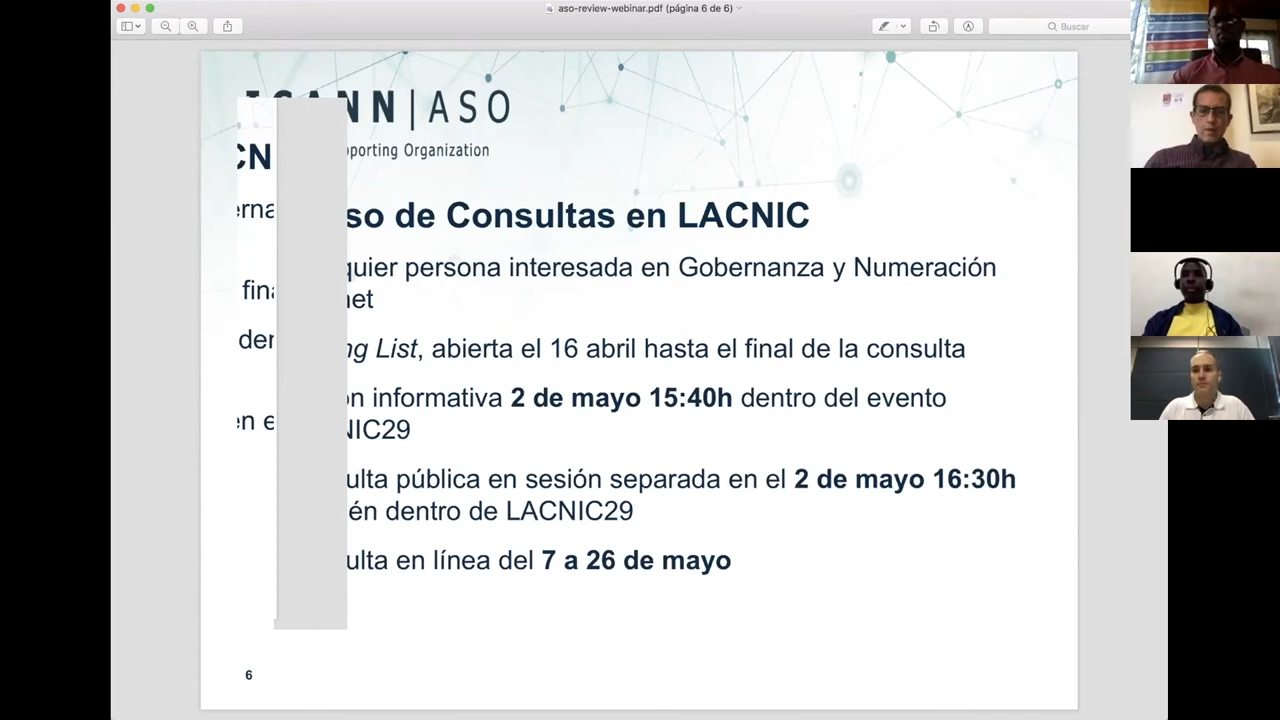 aso-review-webinar.pdf (página 6 de 6)
Buscar
NN|ASO
pporting Organization
CN
so de Consultas en LACNIC
erna
quier persona interesada en Gobernanza y Numeración
fina
net
der
ng List, abierta el 16 abril hasta el final de la consulta
on informativa 2 de mayo 15:40h dentro del evento
en e
NIC29
ulta pública en sesión separada en el 2 de mayo 16:30h
én dentro de LACNIC29
ulta en línea del 7 a 26 de mayo
6